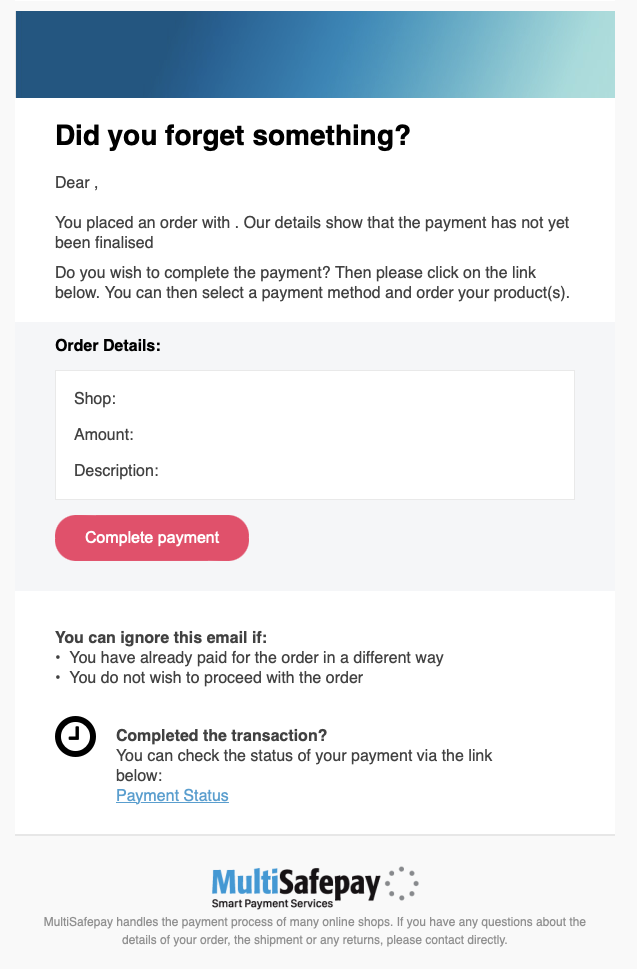 Did you forget something?
Dear ,
You placed an order with . Our details show that the payment has not yet
been finalised
Do you wish to complete the payment? Then please click on the link
below. You can then select a payment method and order your product(s).
Order Details:
Shop:
Amount:
Description:
Complete payment
You can ignore this email if:
• You have already paid for the order in a different way
• You do not wish to proceed with the order
Completed the transaction?
You can check the status of your payment via the link
below:
Payment Status
MultiSafepay
Smart Payment Services
MultiSafepay handles the payment process of many online shops. If you have any questions about the
details of your order, the shipment or any returns, please contact directly.